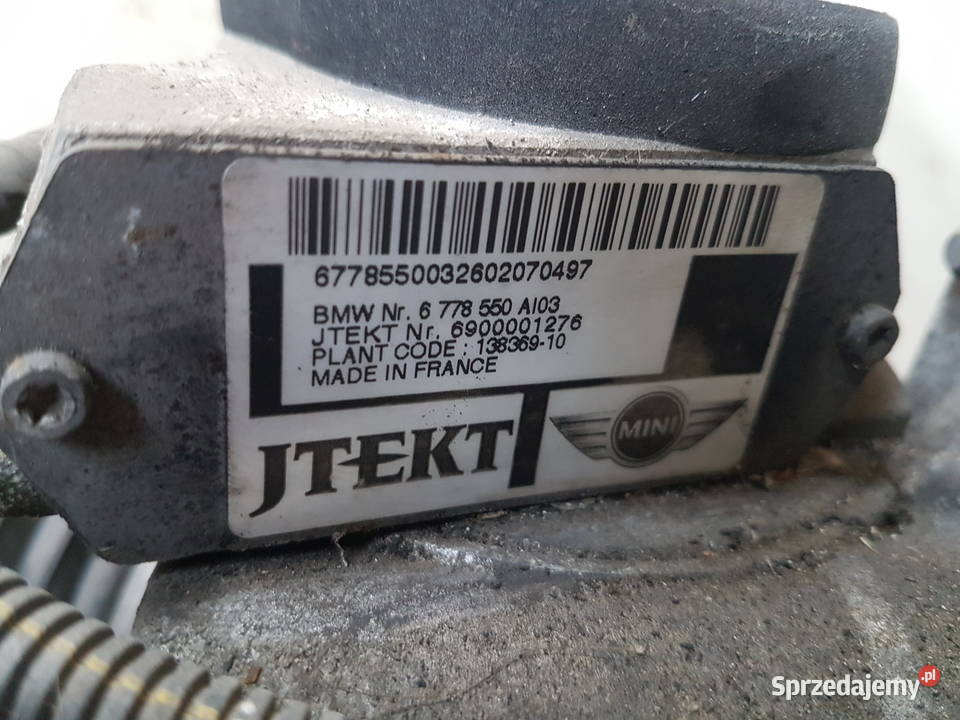 6778550032602070497
BMW Nr. 6 778 550 AI03
JTEKT Nr. 6900001276
PLANT CODE : 138369-10
MADE IN FRANCE
JTEKT
MINI
Sprzedajemy.pl